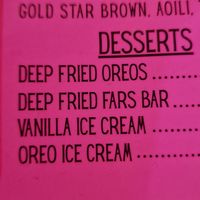 GOLD STAR BROWN, AOILI,
DESSERTS
DEEP FRIED OREOS ..........
DEEP FRIED FARS BAR ......
VANILLA ICE CREAM ..........
OREO ICE CREAM .............